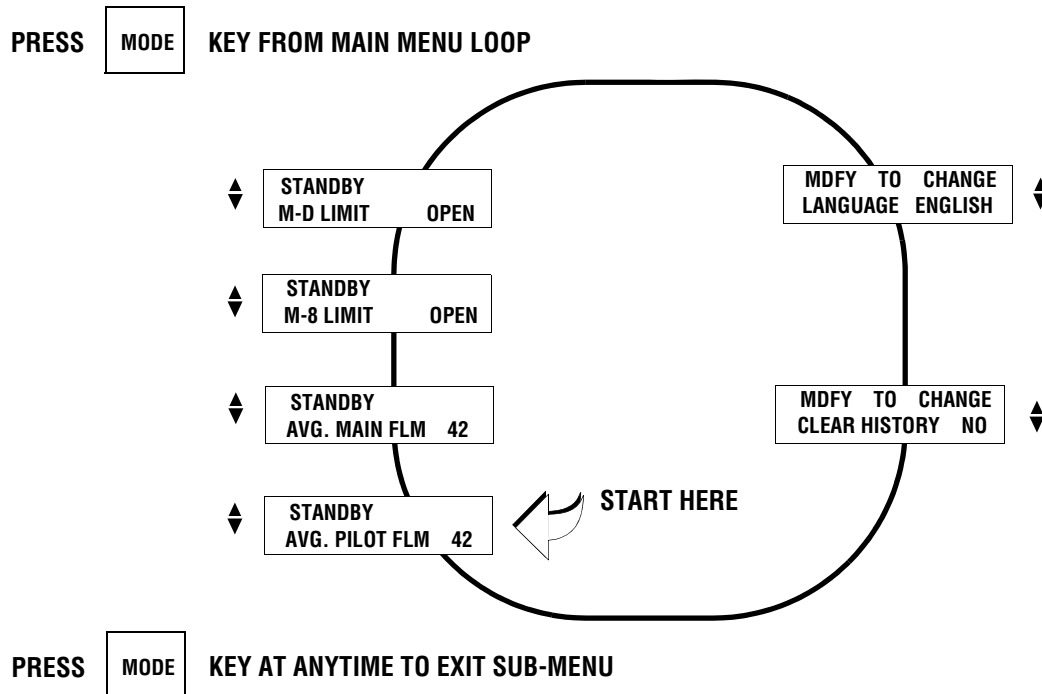 PRESS MODE KEY FROM MAIN MENU LOOP
STANDBY
M-D LIMIT OPEN
MDFY TO CHANGE
LANGUAGE ENGLISH
STANDBY
M-8 LIMIT OPEN
STANDBY
AVG. MAIN FLM 42
MDFY TO CHANGE
CLEAR HISTORY NO
STANDBY
AVG. PILOT FLM 42
START HERE
PRESS MODE KEY AT ANYTIME TO EXIT SUB-MENU